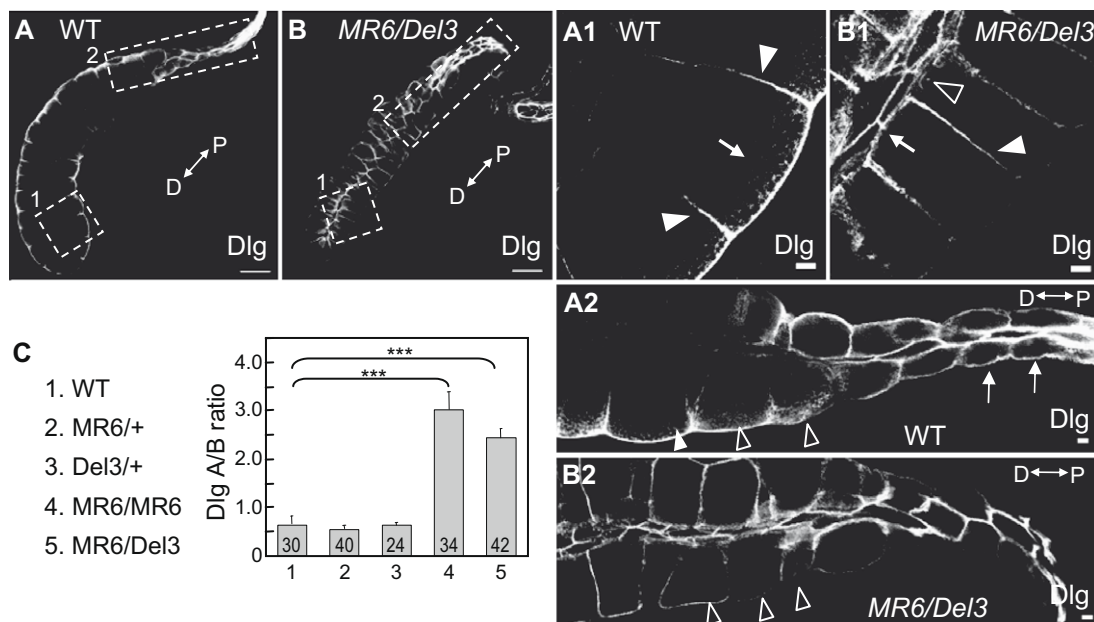 A WT
2
1
P
D
Dlg
B MR6/Del3
2
1
P
D
Dlg
A1 WT
Dlg
B1 MR6/Del3
Dlg
A2
D P
Dlg
WT
B2
D P
Dlg
MR6/Del3
C
1. WT
2. MR6/+
3. Del3/+
4. MR6/MR6
5. MR6/Del3
Dlg A/B ratio
4.0
3.0
2.0
1.0
0
***
***
30 40 24 34 42
1 2 3 4 5